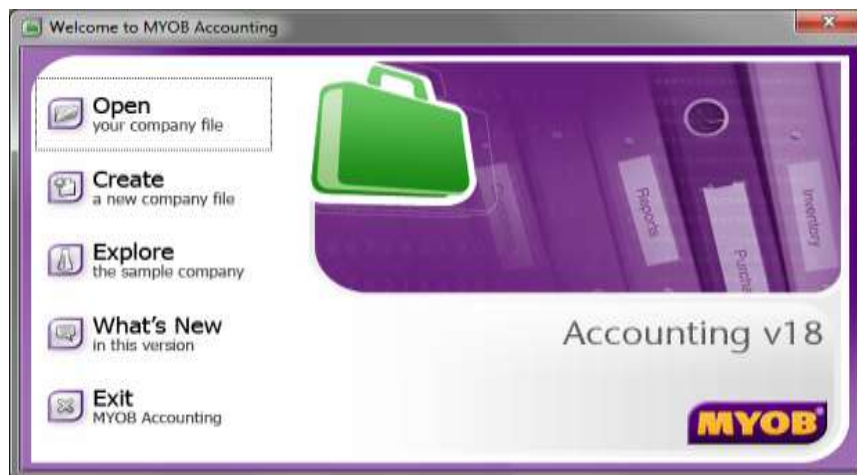 Welcome to MYOB Accounting
Open
your company file
Create
a new company file
Explore
the sample company
What's New
in this version
Exit
MYOB Accounting
Reports
Inventory
Accounting v18
MYOB